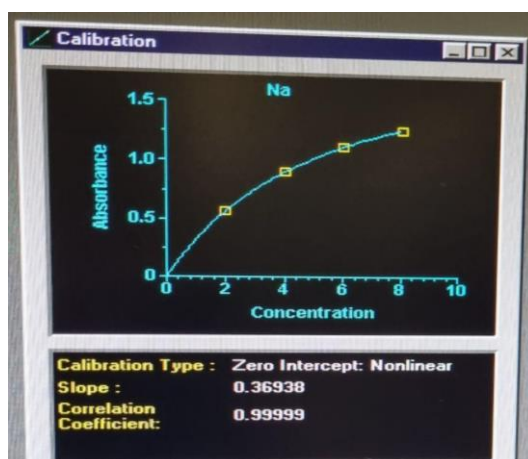 Calibration
Na
1.5
1.0
0.5
0
Absorbance
0 2 4 6 8 10
Concentration
Calibration Type : Zero Intercept: Nonlinear
Slope : 0.36938
Correlation
Coefficient: 0.99999